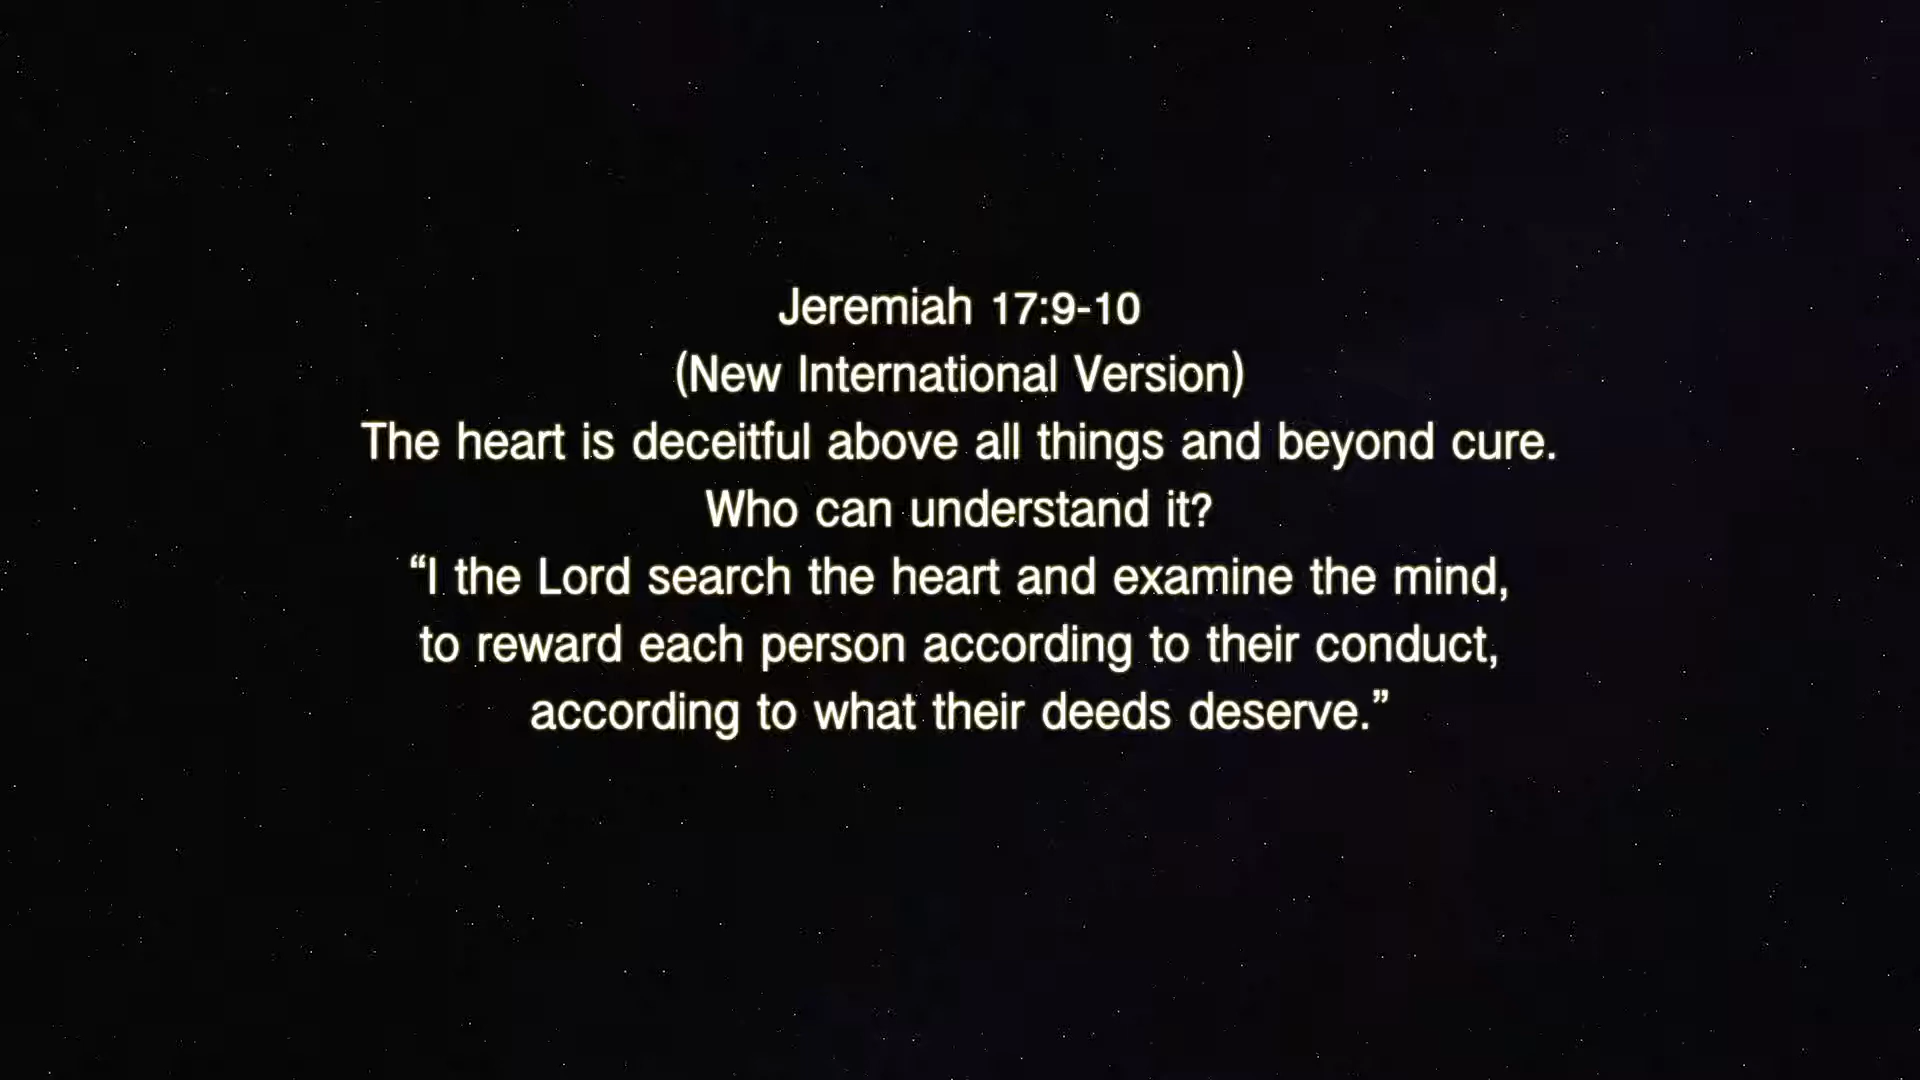 Jeremiah 17:9-10
(New International Version)
The heart is deceitful above all things and beyond cure.
Who can understand it?
“I the Lord search the heart and examine the mind,
to reward each person according to their conduct,
according to what their deeds deserve.”